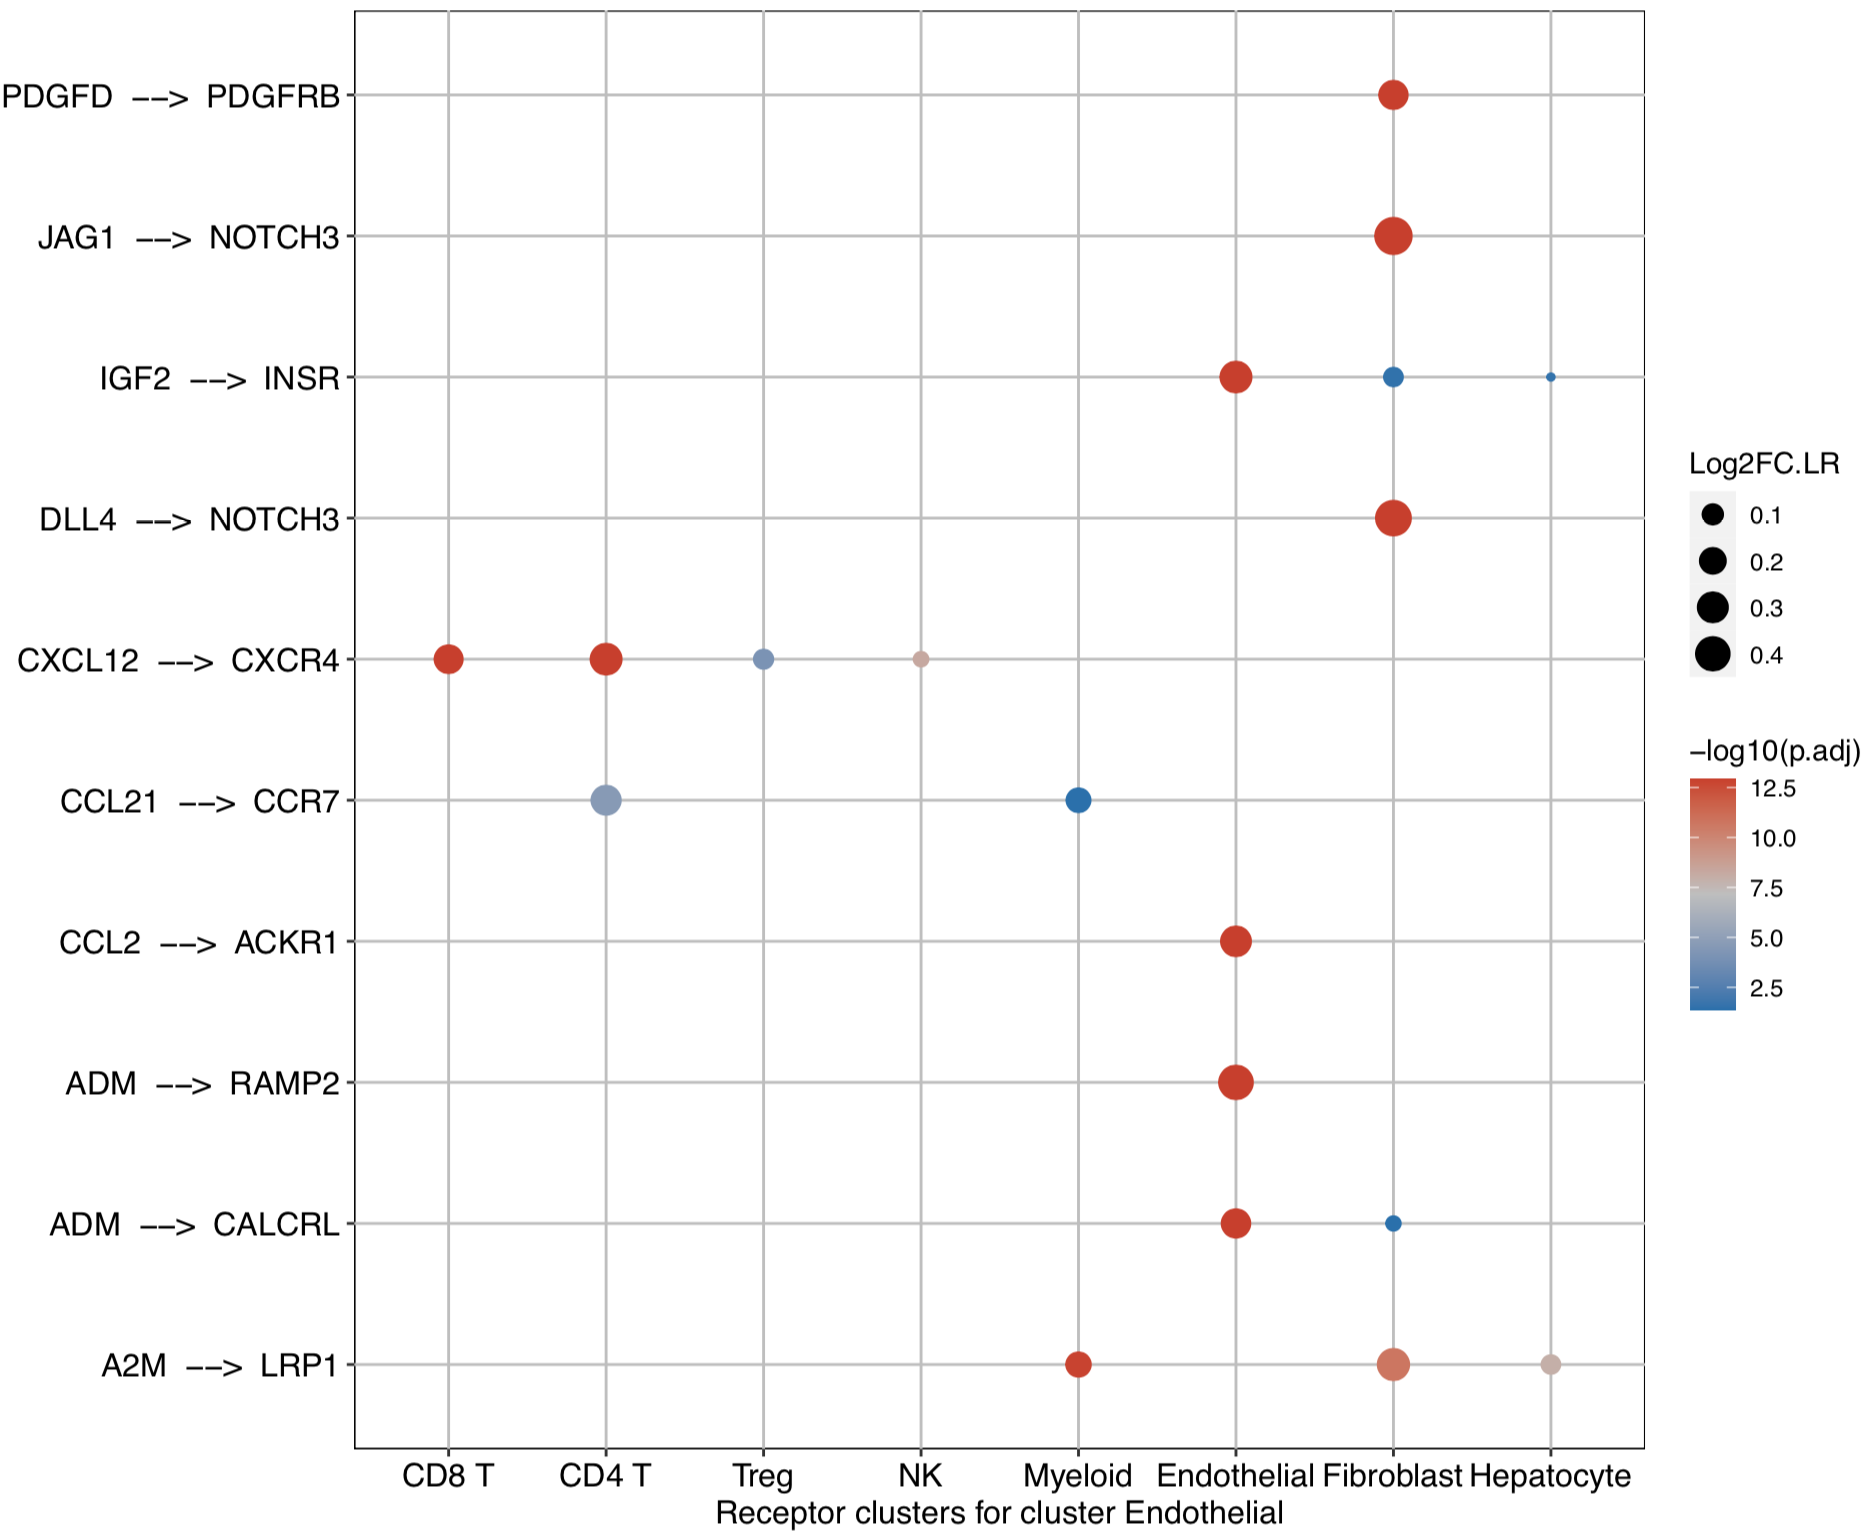 PDGFD −−> PDGFRB
JAG1 −−> NOTCH3
IGF2 −−> INSR
DLL4 −−> NOTCH3
CXCL12 −−> CXCR4
CCL21 −−> CCR7
CCL2 −−> ACKR1
ADM −−> RAMP2
ADM −−> CALCRL
A2M −−> LRP1
CD8 T CD4 T Treg NK Myeloid Endothelial Fibroblast Hepatocyte
Receptor clusters for cluster Endothelial
Log2FC.LR
0.1
0.2
0.3
0.4
−log10(p.adj)
12.5
10.0
7.5
5.0
2.5